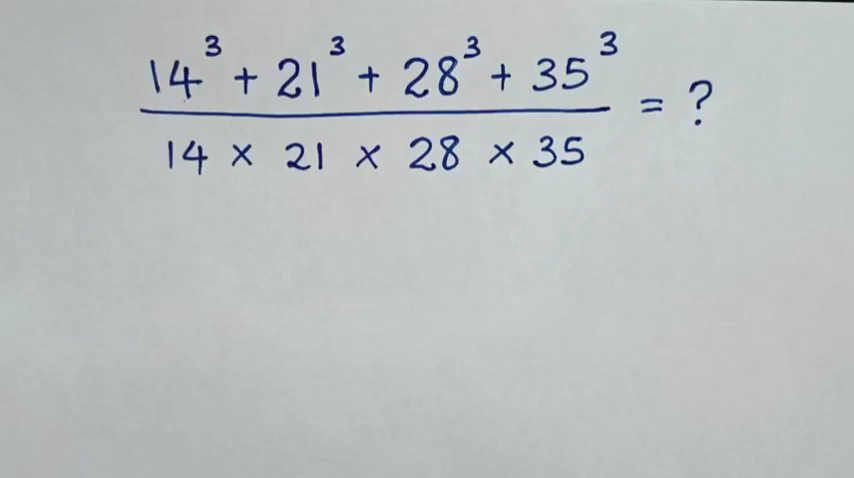 14³ + 21³ + 28³ + 35³ = ?
14 × 21 × 28 × 35